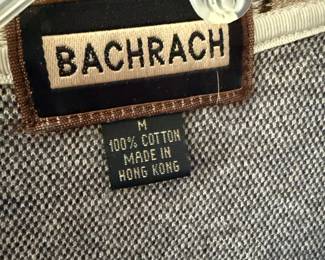 BACHRACH
M
100% COTTON
MADE IN
HONG KONG